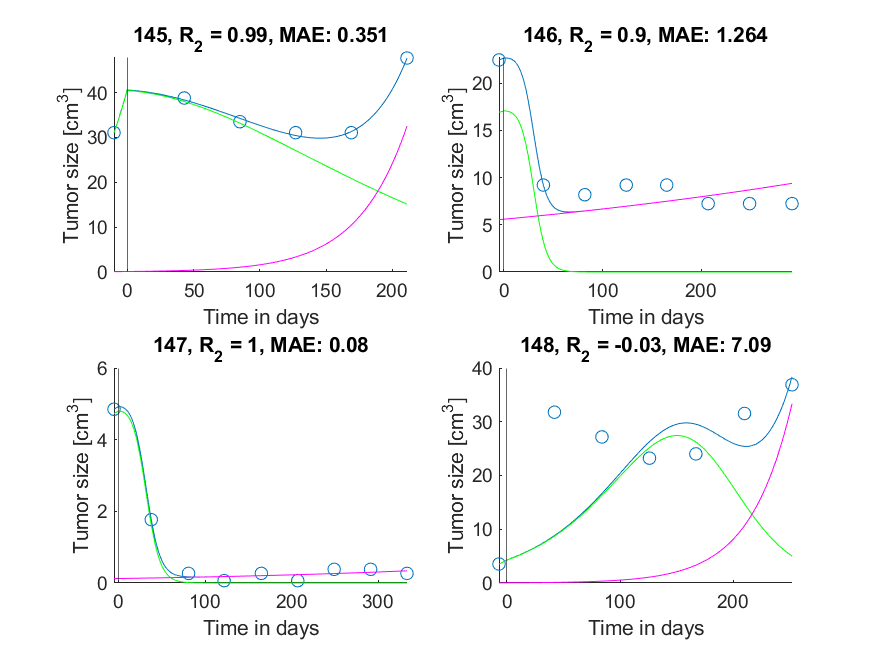 145, R2 = 0.99, MAE: 0.351
Tumor size [cm3]
40
30
20
10
0
0 50 100 150 200
Time in days
146, R2 = 0.9, MAE: 1.264
Tumor size [cm3]
20
15
10
5
0
0 100 200
Time in days
147, R2 = 1, MAE: 0.08
Tumor size [cm3]
6
4
2
0
0 100 200 300
Time in days
148, R2 = -0.03, MAE: 7.09
Tumor size [cm3]
40
30
20
10
0
0 100 200
Time in days